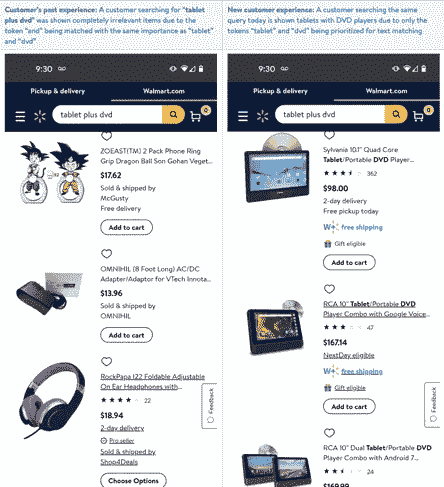 Customer's past experience: A customer searching for "tablet
plus dvd" was shown completely irrelevant items due to the
token "and" being matched with the same importance as "tablet"
and "dvd"
9:30
Pickup & delivery
Walmart.com
tablet plus dvd
0
ZOEAST(TM) 2 Pack Phone Ring
Grip Dragon Ball Son Gohan Veget...
$17.62
Sold & shipped by
McGusty
Free delivery
Add to cart
OMNIHIL (8 Foot Long) AC/DC
Adapter/Adaptor for VTech Innota...
$13.96
Sold & shipped by
OMNIHIL
Add to cart
RockPapa I22 Foldable Adjustable
On Ear Headphones with...
22
$18.94
2-day delivery
Pro seller
Sold & shipped by
Shop4Deals
Choose Options
Feedback
New customer experience: A customer searching the same
query today is shown tablets with DVD players due to only the
tokens "tablet" and "dvd" being prioritized for text matching
9:30
Pickup & delivery
Walmart.com
tablet plus dvd
0
Sylvania 10.1" Quad Core
Tablet/Portable DVD Player...
362
$98.00
2-day delivery
Free pickup today
W+ free shipping
Gift eligible
Add to cart
RCA 10" Tablet/Portable DVD
Player Combo with Google Voice...
47
$167.14
NextDay eligible
W+ free shipping
Gift eligible
Add to cart
RCA 10" Dual Tablet/Portable DVD
Player Combo with Android 7...
24
$169.99
Feedback